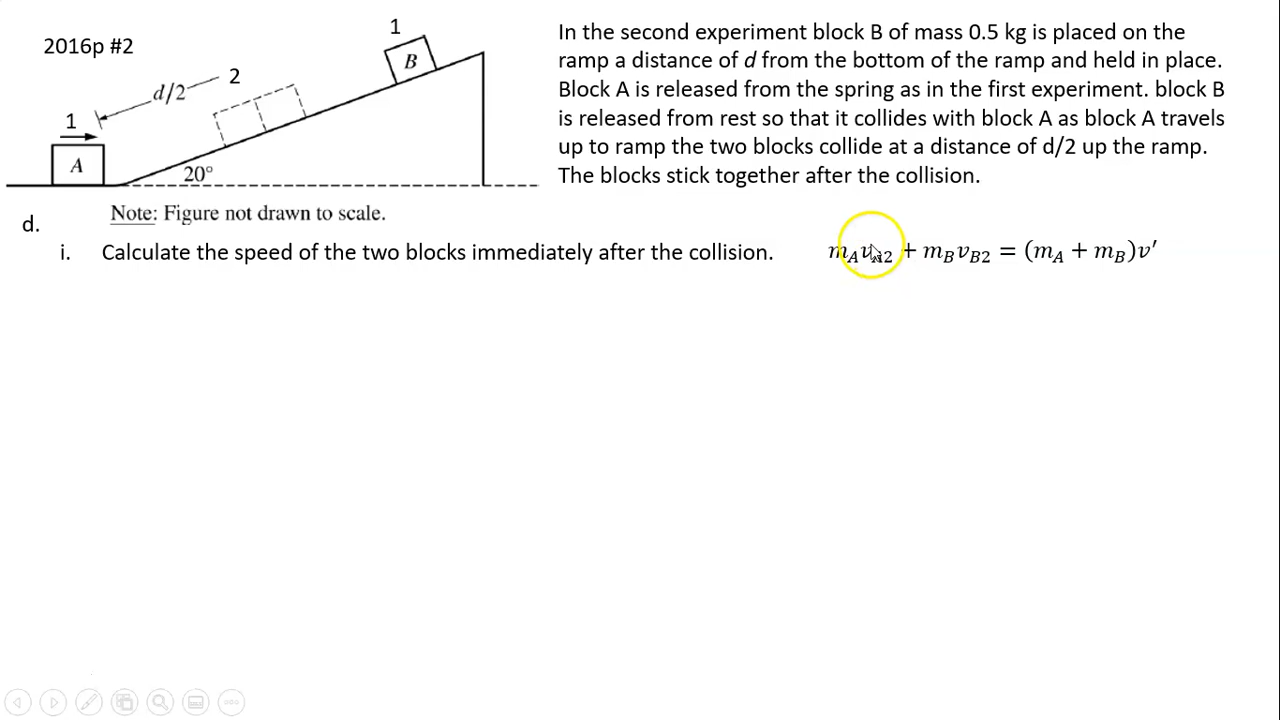 2016p #2
1
B
2
d/2
1
A
20°
Note: Figure not drawn to scale.
In the second experiment block B of mass 0.5 kg is placed on the
ramp a distance of d from the bottom of the ramp and held in place.
Block A is released from the spring as in the first experiment. block B
is released from rest so that it collides with block A as block A travels
up to ramp the two blocks collide at a distance of d/2 up the ramp.
The blocks stick together after the collision.
d.
i. Calculate the speed of the two blocks immediately after the collision.
m_A v_A2 + m_B v_B2 = (m_A + m_B)v′